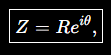 Z = Re^{iθ},